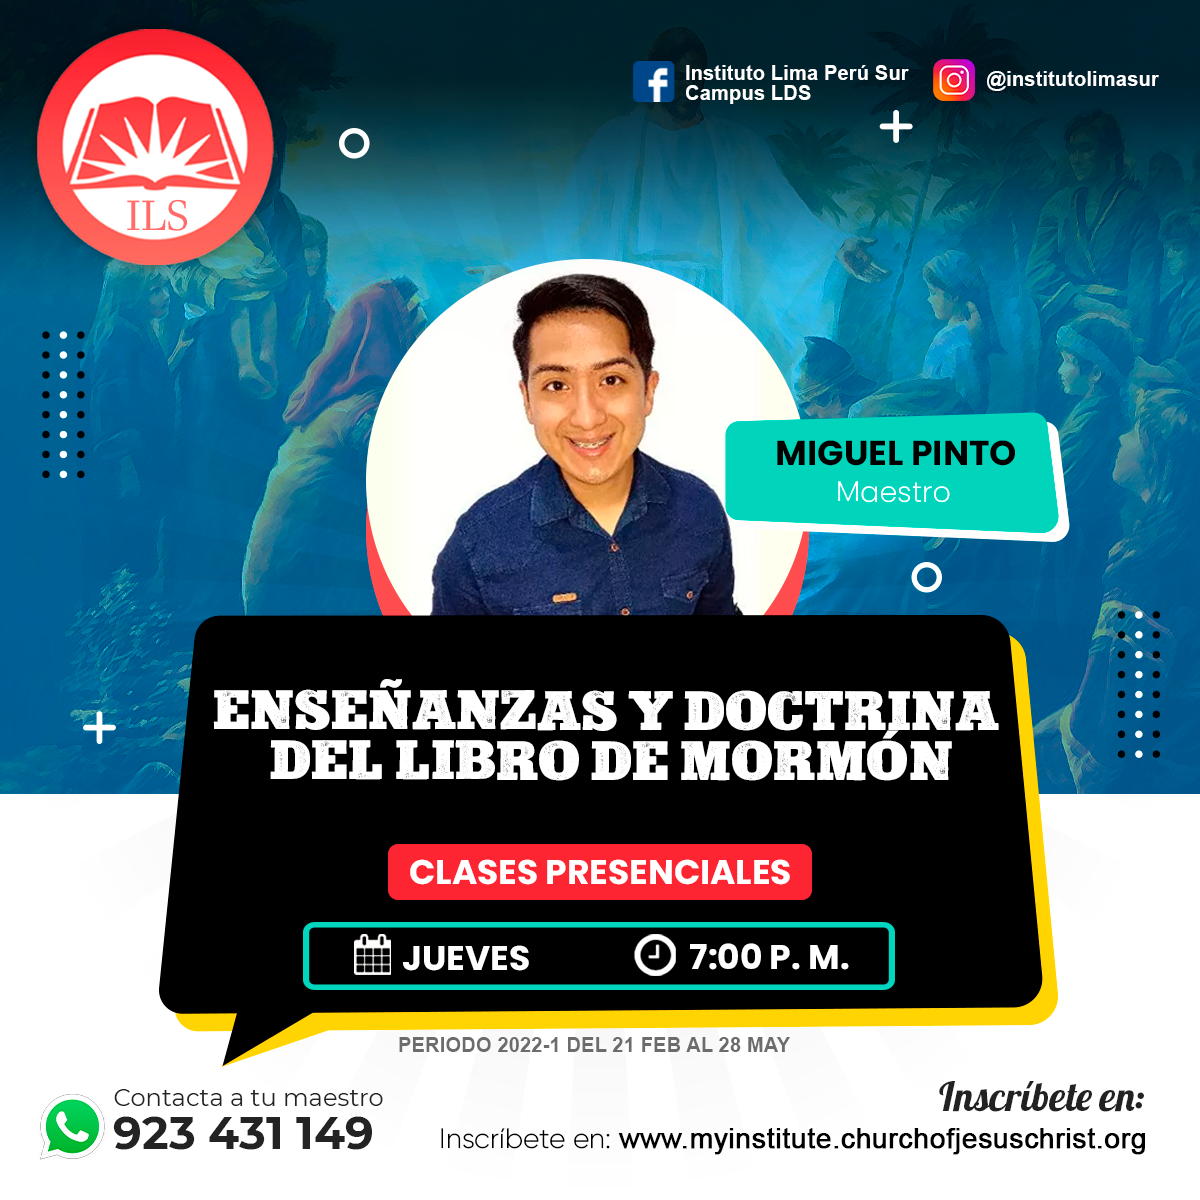 ILS
Instituto Lima Perú Sur
Campus LDS
@institutolimasur
MIGUEL PINTO
Maestro
ENSEÑANZAS Y DOCTRINA
DEL LIBRO DE MORMÓN
CLASES PRESENCIALES
JUEVES
7:00 P. M.
PERIODO 2022-1 DEL 21 FEB AL 28 MAY
Contacta a tu maestro
923 431 149
Inscríbete en:
Inscríbete en: www.myinstitute.churchofjesuschrist.org